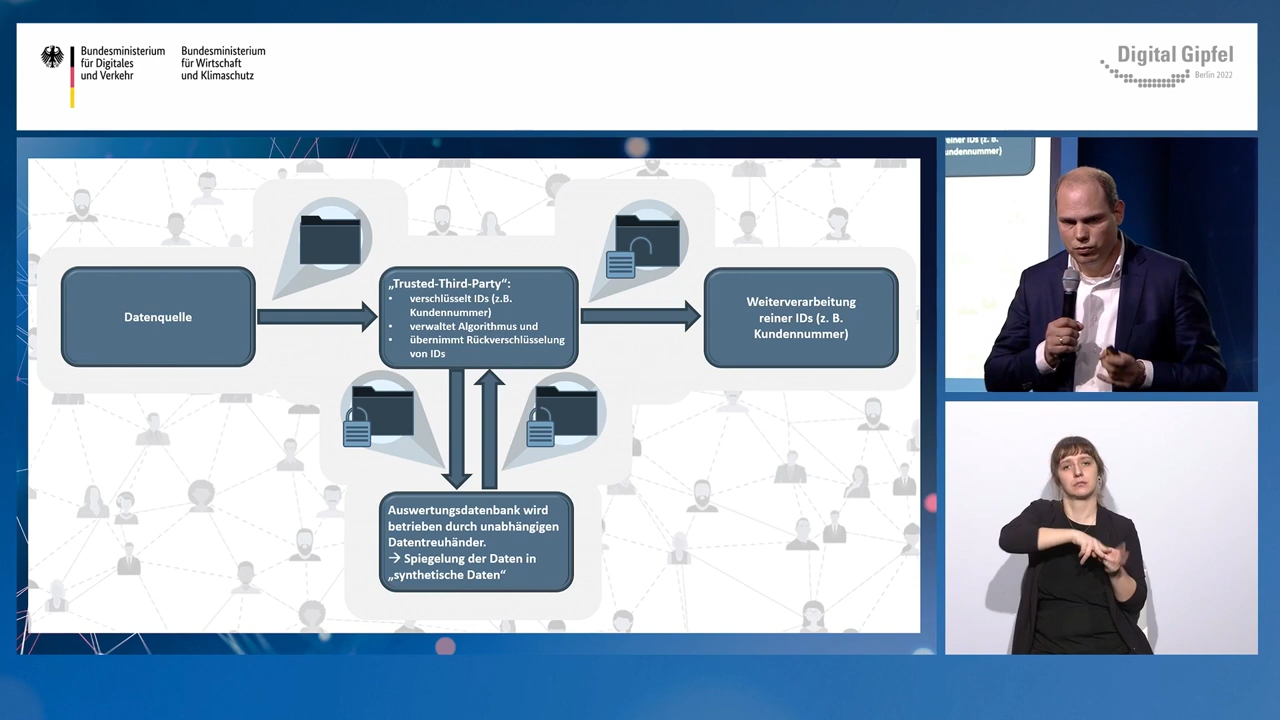 Bundesministerium
für Digitales
und Verkehr
Bundesministerium
für Wirtschaft
und Klimaschutz
Digital Gipfel
Berlin 2022
Datenquelle
„Trusted-Third-Party“:
• verschlüsselt IDs (z.B.
Kundennummer)
• verwaltet Algorithmus und
• übernimmt Rückverschlüsselung
von IDs
Weiterverarbeitung
reiner IDs (z. B.
Kundennummer)
Auswertungsdatenbank wird
betrieben durch unabhängigen
Datentreuhänder.
→ Spiegelung der Daten in
„synthetische Daten“
reiner IDs (z. B.
undennummer)